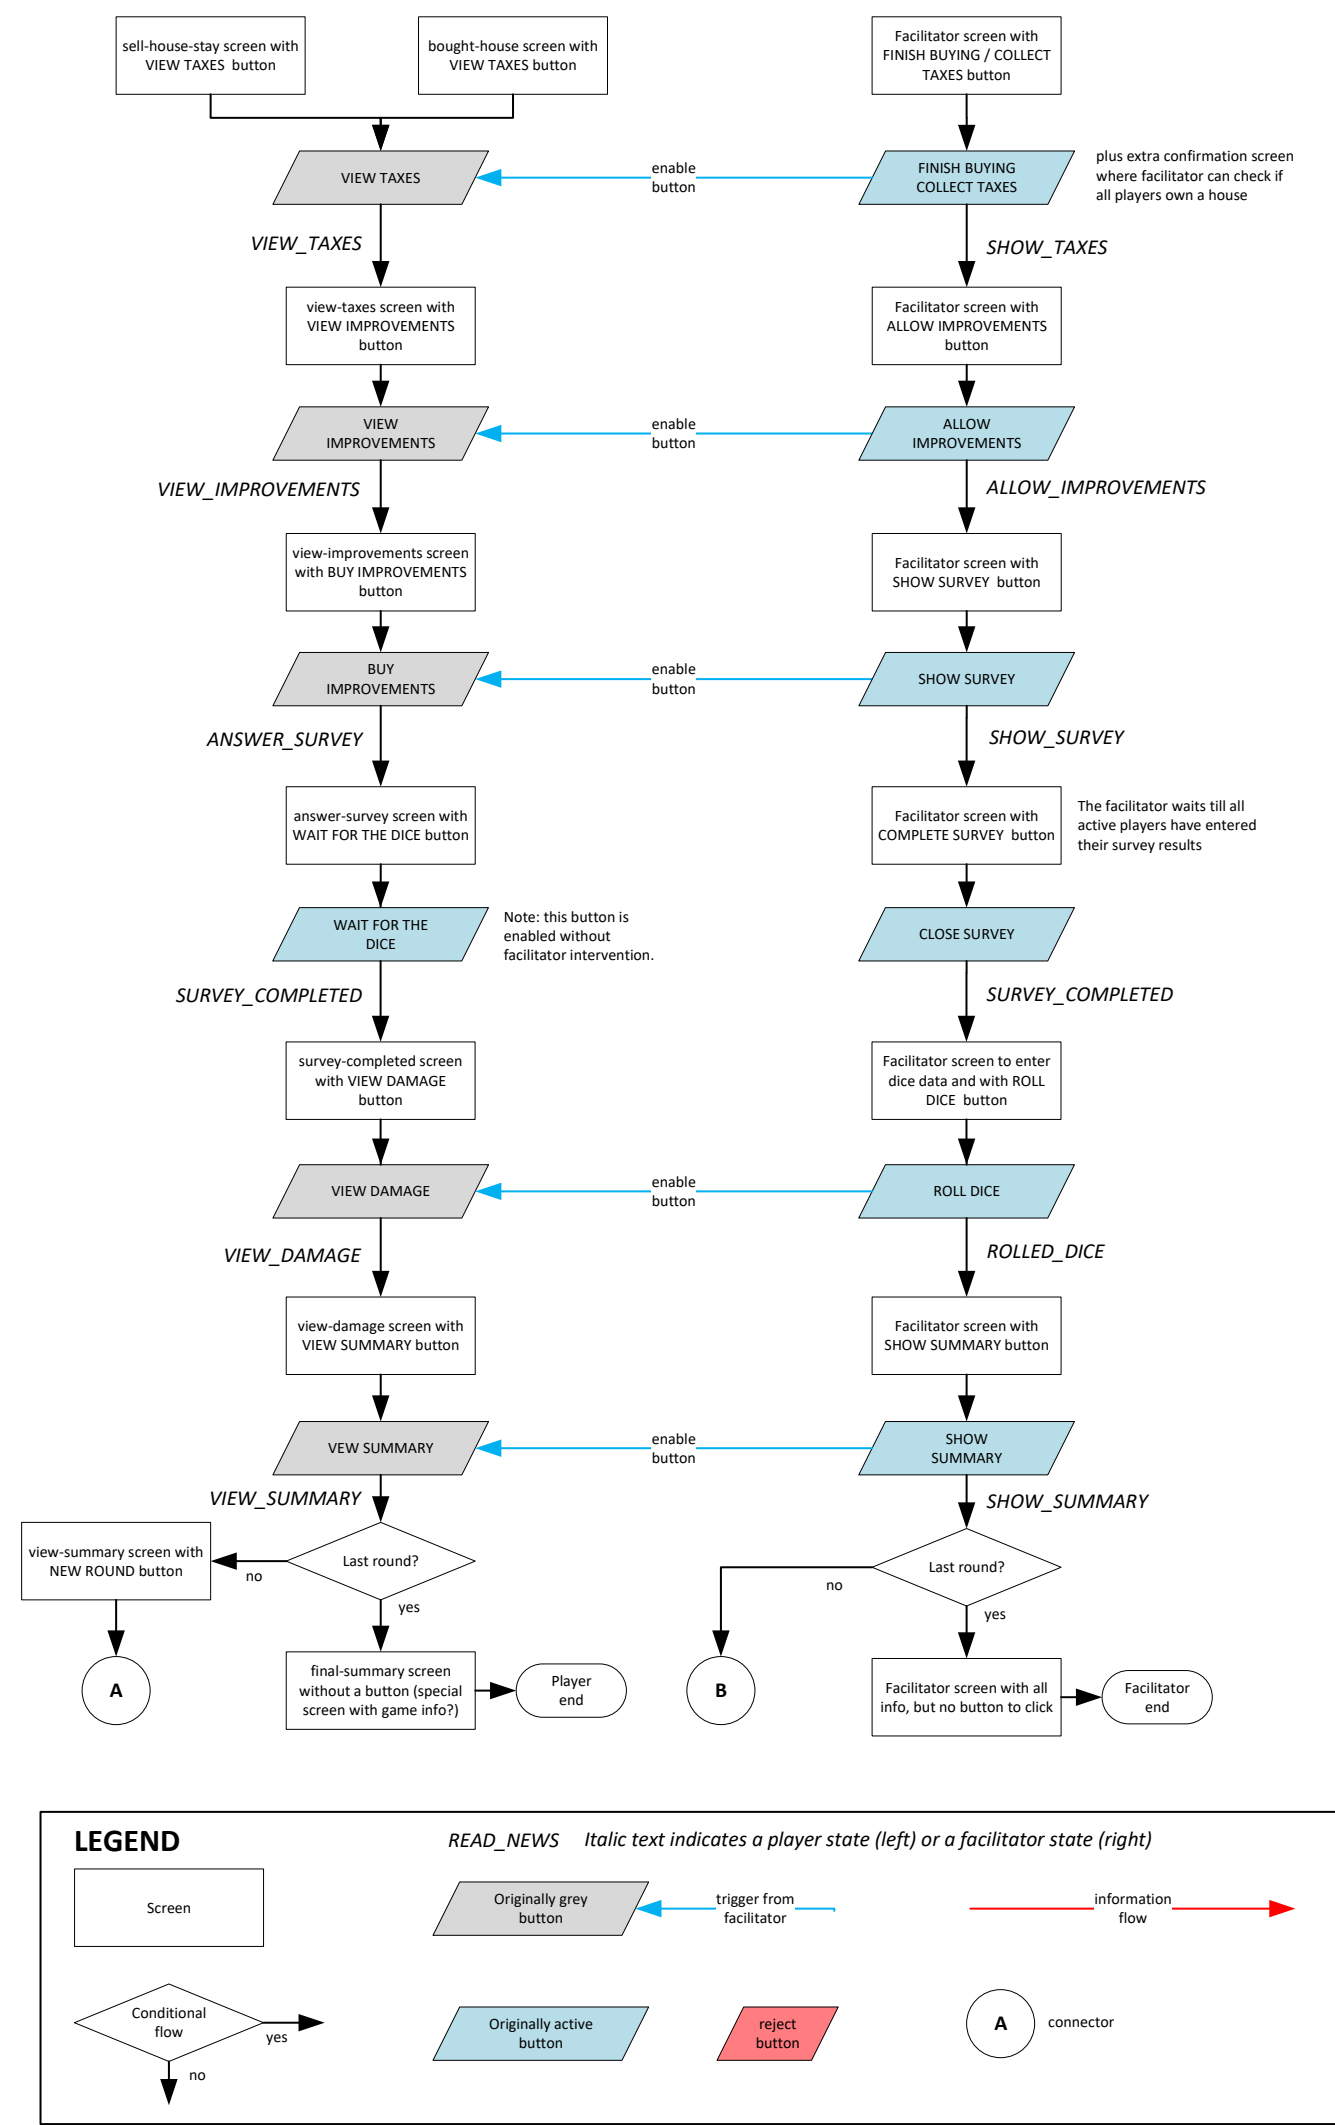 sell-house-stay screen with
VIEW TAXES button
bought-house screen with
VIEW TAXES button
Facilitator screen with
FINISH BUYING / COLLECT
TAXES button
VIEW TAXES
enable
button
FINISH BUYING
COLLECT TAXES
plus extra confirmation screen
where facilitator can check if
all players own a house
VIEW_TAXES
SHOW_TAXES
view-taxes screen with
VIEW IMPROVEMENTS
button
Facilitator screen with
ALLOW IMPROVEMENTS
button
VIEW
IMPROVEMENTS
enable
button
ALLOW
IMPROVEMENTS
VIEW_IMPROVEMENTS
ALLOW_IMPROVEMENTS
view-improvements screen
with BUY IMPROVEMENTS
button
Facilitator screen with
SHOW SURVEY button
BUY
IMPROVEMENTS
enable
button
SHOW SURVEY
ANSWER_SURVEY
SHOW_SURVEY
answer-survey screen with
WAIT FOR THE DICE button
Facilitator screen with
COMPLETE SURVEY button
The facilitator waits till all
active players have entered
their survey results
WAIT FOR THE
DICE
Note: this button is
enabled without
facilitator intervention.
CLOSE SURVEY
SURVEY_COMPLETED
SURVEY_COMPLETED
survey-completed screen
with VIEW DAMAGE
button
Facilitator screen to enter
dice data and with ROLL
DICE button
VIEW DAMAGE
enable
button
ROLL DICE
VIEW_DAMAGE
ROLLED_DICE
view-damage screen with
VIEW SUMMARY button
Facilitator screen with
SHOW SUMMARY button
VEW SUMMARY
enable
button
SHOW
SUMMARY
VIEW_SUMMARY
SHOW_SUMMARY
view-summary screen with
NEW ROUND button
no
Last round?
yes
no
Last round?
yes
A
final-summary screen
without a button (special
screen with game info?)
Player
end
B
Facilitator screen with all
info, but no button to click
Facilitator
end
LEGEND
READ_NEWS Italic text indicates a player state (left) or a facilitator state (right)
Screen
Originally grey
button
trigger from
facilitator
information
flow
Conditional
flow
yes
no
Originally active
button
reject
button
A
connector